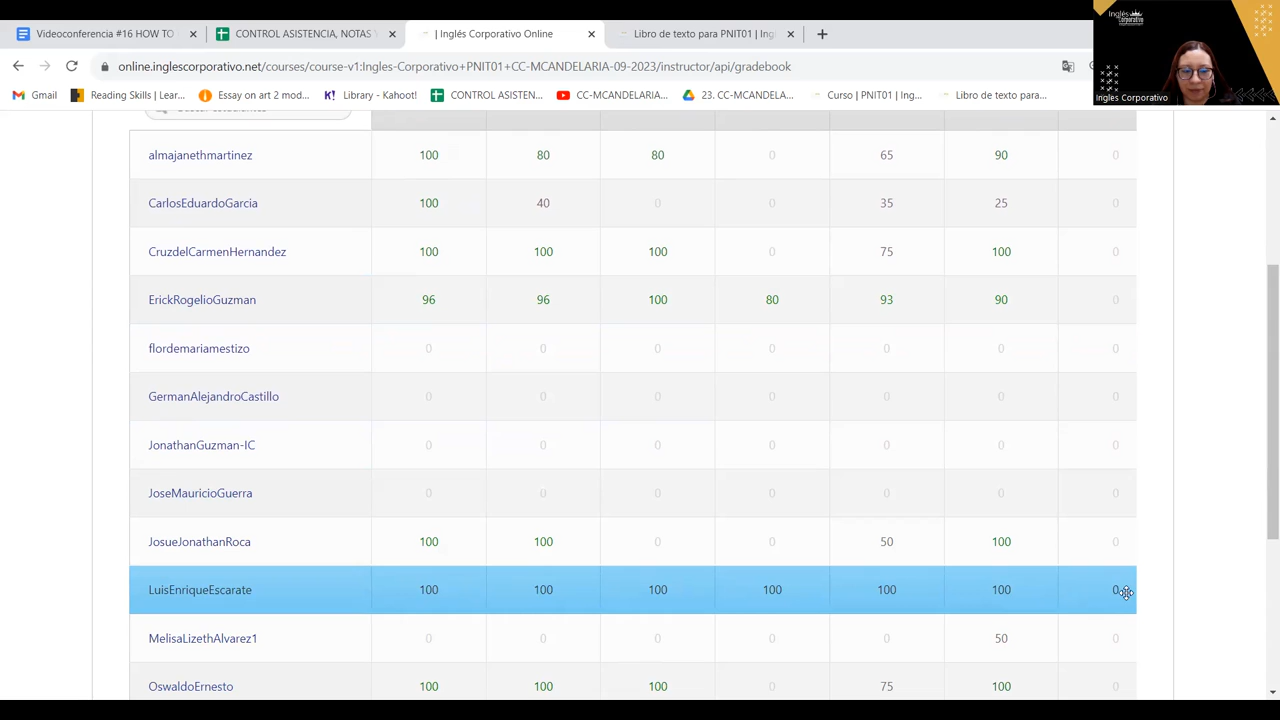 Videoconferencia #16 HOW TO
CONTROL ASISTENCIA, NOTAS
| Inglés Corporativo Online
Libro de texto para PNIT01 | Ingl
Inglés
Corporativo
Ingles Corporativo
online.inglescorporativo.net/courses/course-v1:Ingles-Corporativo+PNIT01+CC-MCANDELARIA-09-2023/instructor/api/gradebook
Gmail
Reading Skills | Lear...
Essay on art 2 mod...
Library - Kahoot!
CONTROL ASISTEN...
CC-MCANDELARIA...
23. CC-MCANDELA...
Curso | PNIT01 | Ing...
Libro de texto para...
almajanethmartinez 100 80 80 0 65 90 0
CarlosEduardoGarcia 100 40 0 0 35 25 0
CruzdelCarmenHernandez 100 100 100 0 75 100 0
ErickRogelioGuzman 96 96 100 80 93 90 0
flordemariamestizo 0 0 0 0 0 0 0
GermanAlejandroCastillo 0 0 0 0 0 0 0
JonathanGuzman-IC 0 0 0 0 0 0 0
JoseMauricioGuerra 0 0 0 0 0 0 0
JosueJonathanRoca 100 100 0 0 50 100 0
LuisEnriqueEscarate 100 100 100 100 100 100 0
MelisaLizethAlvarez1 0 0 0 0 0 50 0
OswaldoErnesto 100 100 100 0 75 100 0